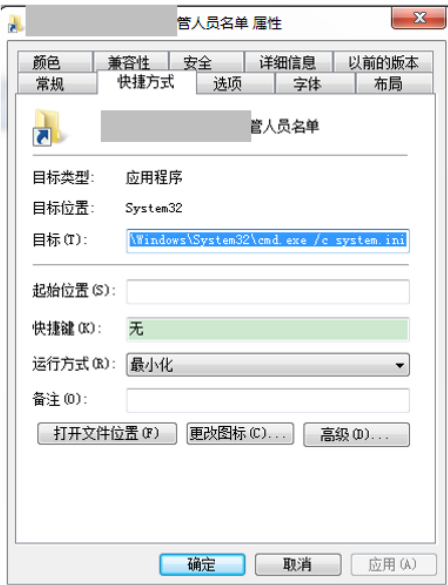 管人员名单 属性
颜色 兼容性 安全 详细信息 以前的版本
常规 快捷方式 选项 字体 布局
管人员名单
目标类型: 应用程序
目标位置: System32
目标(T): \Windows\System32\cmd.exe /c system.ini
起始位置(S):
快捷键(K): 无
运行方式(R): 最小化
备注(O):
打开文件位置(F) 更改图标(C)... 高级(D)...
确定 取消 应用(A)